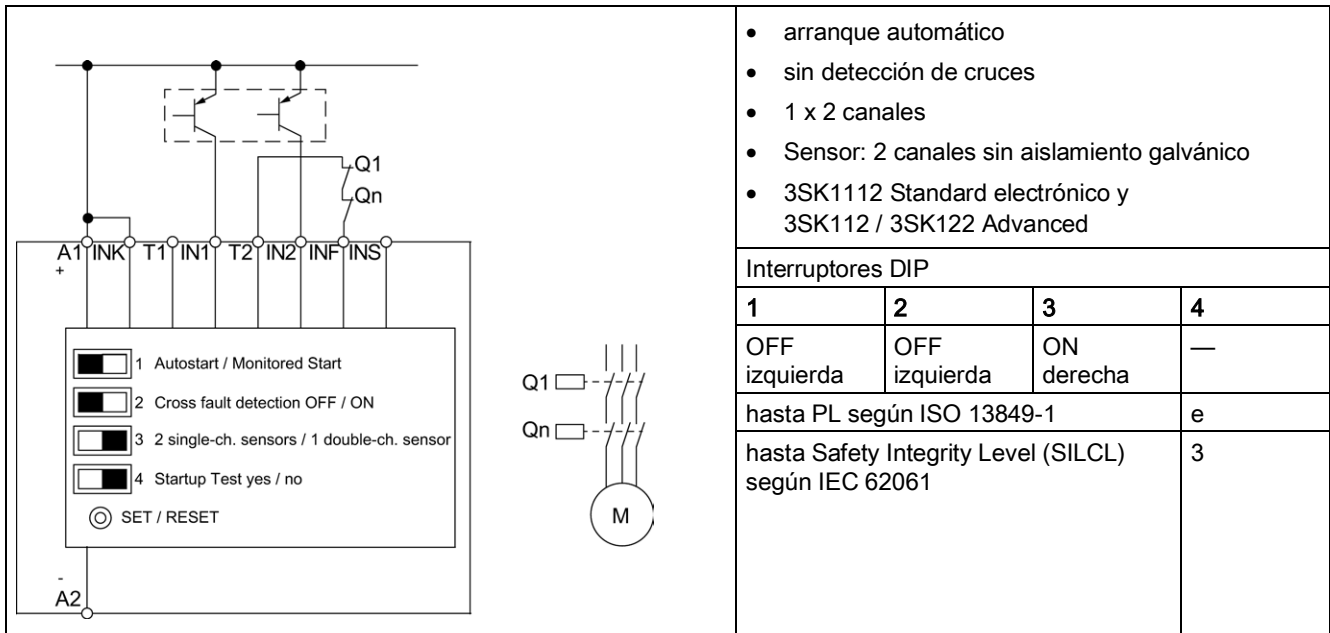 Q1
Qn
A1 INK T1 IN1 T2 IN2 INF INS
+
1 Autostart / Monitored Start
2 Cross fault detection OFF / ON
3 2 single-ch. sensors / 1 double-ch. sensor
4 Startup Test yes / no
SET / RESET
-
A2
Q1
Qn
M
• arranque automático
• sin detección de cruces
• 1 x 2 canales
• Sensor: 2 canales sin aislamiento galvánico
• 3SK1112 Standard electrónico y
3SK112 / 3SK122 Advanced
Interruptores DIP
1 2 3 4
OFF OFF ON —
izquierda izquierda derecha
hasta PL según ISO 13849-1 e
hasta Safety Integrity Level (SILCL) 3
según IEC 62061